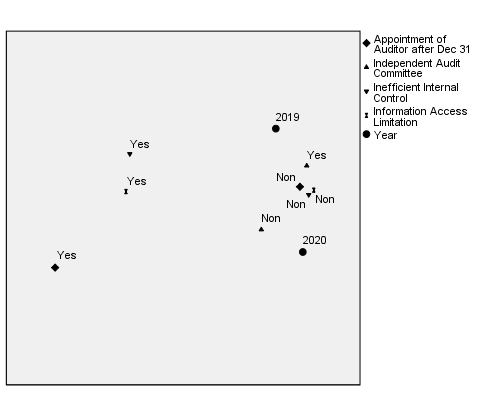 Appointment of
Auditor after Dec 31
Independent Audit
Committee
Inefficient Internal
Control
Information Access
Limitation
Year
2019
Yes
Yes
Yes
Non
Non
Non
Non
2020
Yes